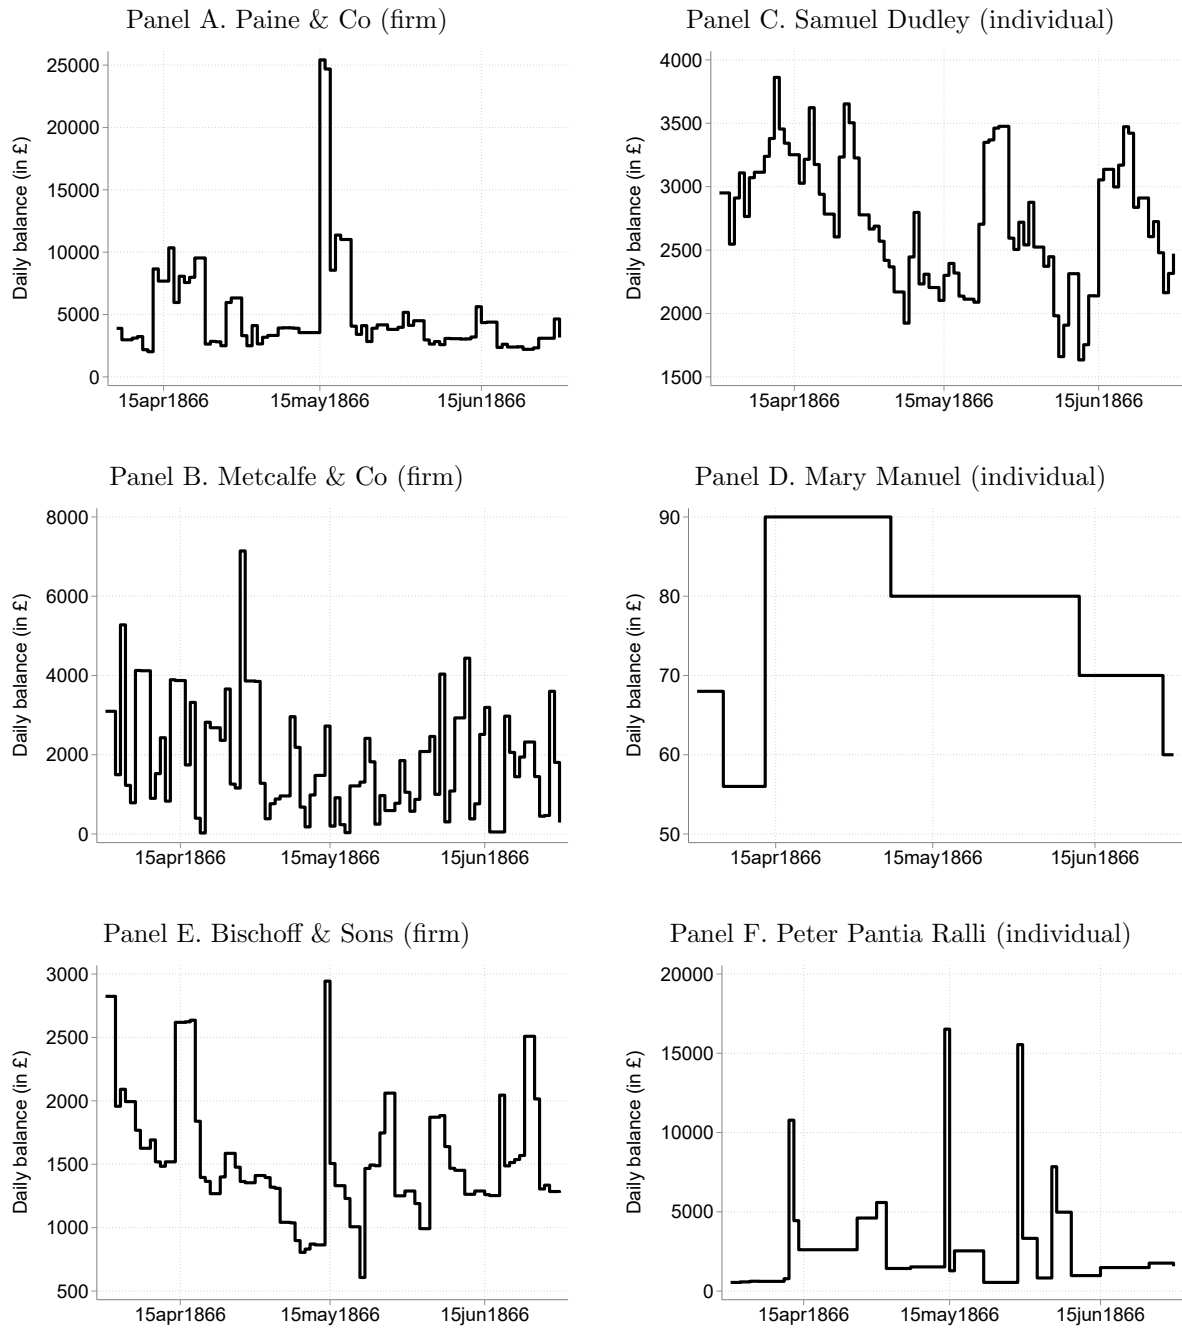 Panel A. Paine & Co (firm)
Daily balance (in £)
25000
20000
15000
10000
5000
0
15apr1866 15may1866 15jun1866
Panel C. Samuel Dudley (individual)
Daily balance (in £)
4000
3500
3000
2500
2000
1500
15apr1866 15may1866 15jun1866
Panel B. Metcalfe & Co (firm)
Daily balance (in £)
8000
6000
4000
2000
0
15apr1866 15may1866 15jun1866
Panel D. Mary Manuel (individual)
Daily balance (in £)
90
80
70
60
50
15apr1866 15may1866 15jun1866
Panel E. Bischoff & Sons (firm)
Daily balance (in £)
3000
2500
2000
1500
1000
500
15apr1866 15may1866 15jun1866
Panel F. Peter Pantia Ralli (individual)
Daily balance (in £)
20000
15000
10000
5000
0
15apr1866 15may1866 15jun1866